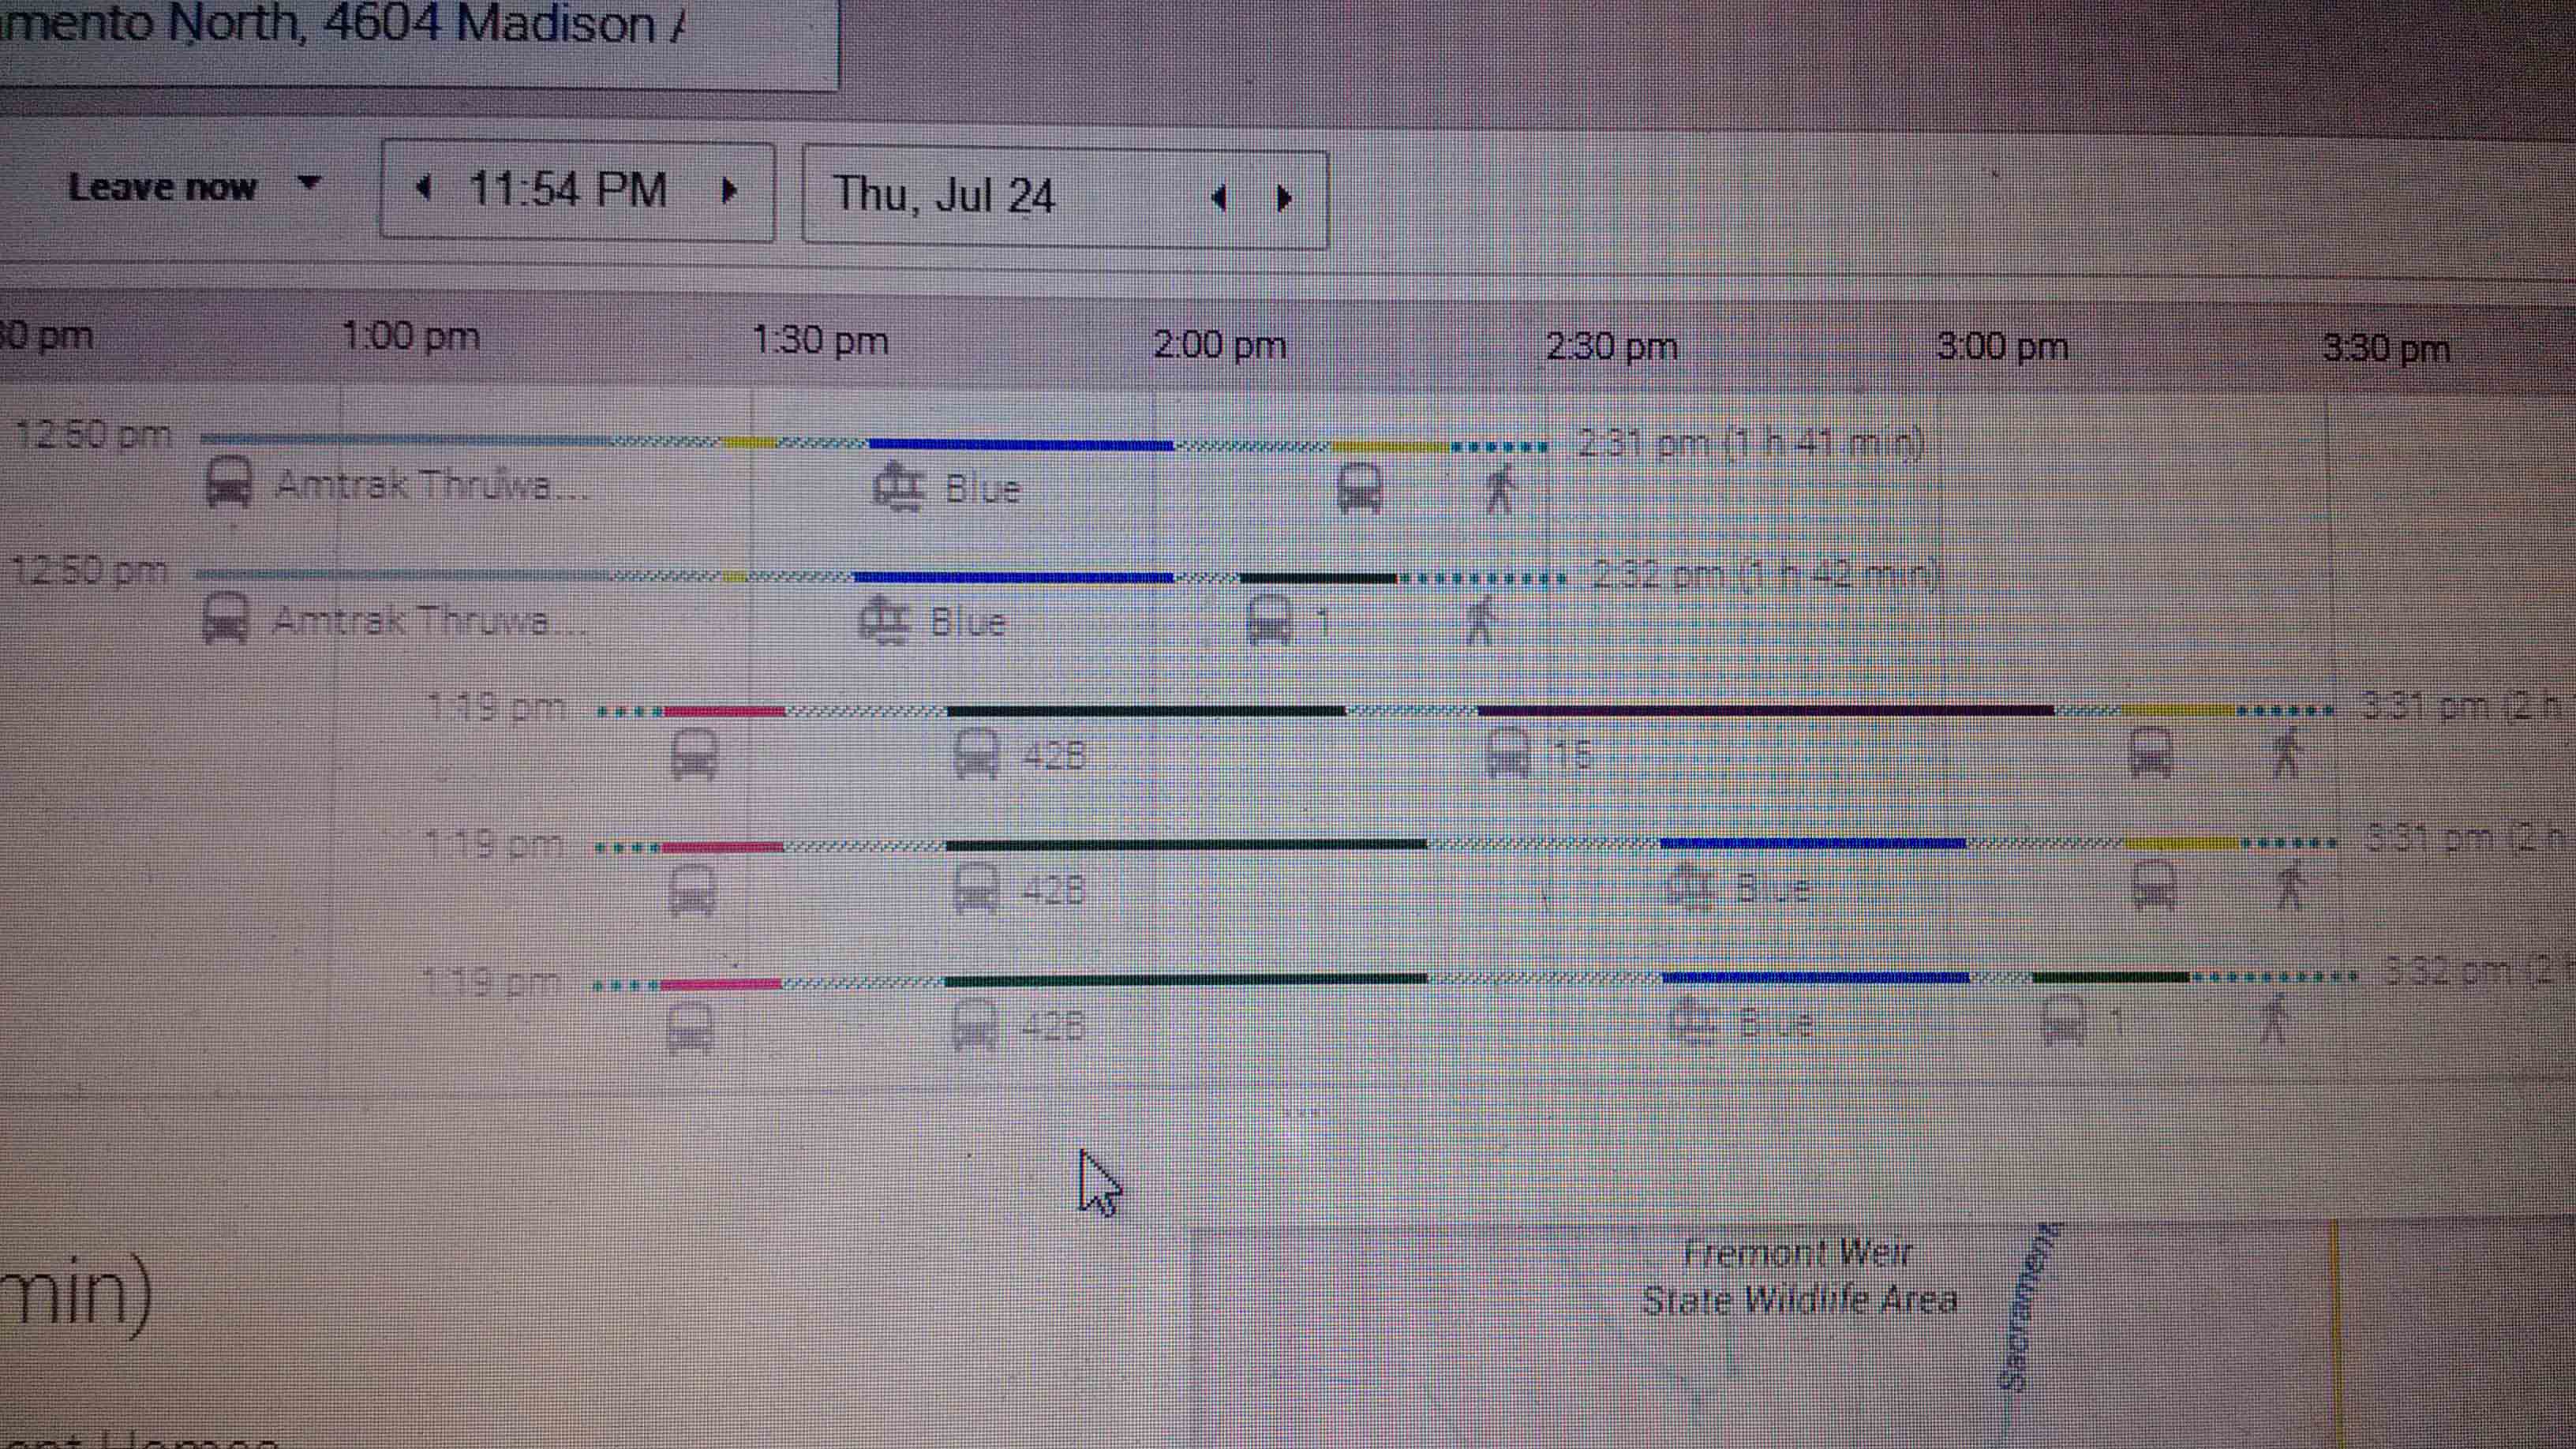 mento North, 4604 Madison
Leave now 11:54 PM Thu, Jul 24
30 pm 1:00 pm 1:30 pm 2:00 pm 2:30 pm 3:00 pm 3:30 pm
12:50 pm 2:31 pm (1 h 41 min)
Amtrak Thruwa... Blue
12:50 pm 2:32 pm (1 h 42 min)
Amtrak Thruwa... Blue 1
1:19 pm 3:31 pm (2 h
42B 15
1:19 pm 3:31 pm (2 h
42B Blue
1:19 pm 3:32 pm (2
42B Blue 1
Fremont Weir
State Wildlife Area
Sacrament
min)